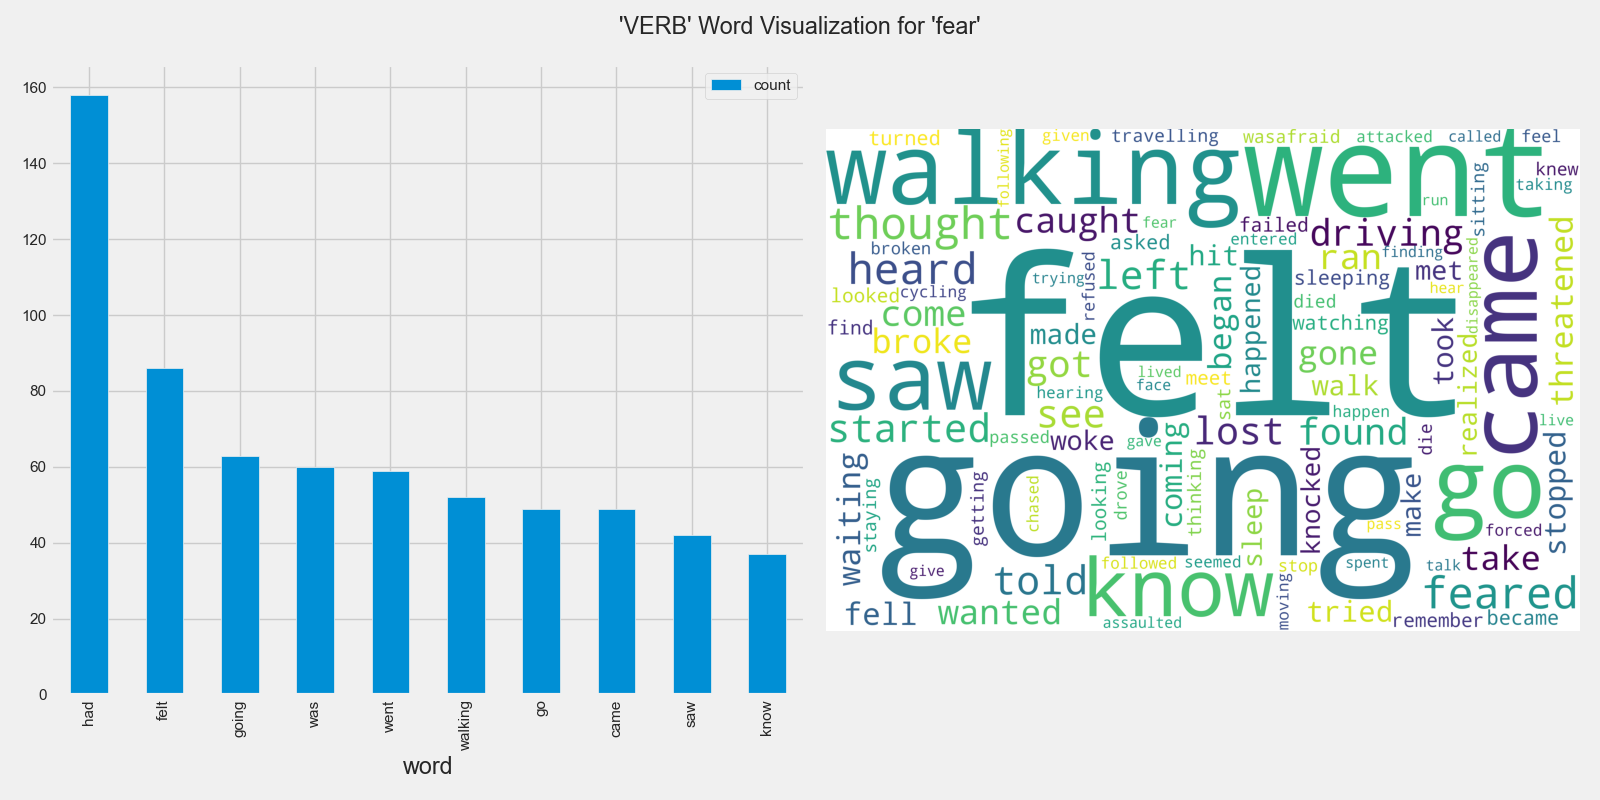 'VERB' Word Visualization for 'fear'
count
160
140
120
100
80
60
40
20
0
had
felt
going
was
went
walking
go
came
saw
know
word
turned
given
travelling
wasafraid
attacked
called
feel
walking
went
following
knew
taking
run
sitting
thought
caught
fear
failed
driving
threatened
asked
entered
broken
heard
hit
ran
finding
met
came
trying
left
refused
sleeping
disappeared
looked
cycling
felt
happened
died
hear
come
began
find
made
watching
took
broke
realized
got
gone
saw
lived
meet
face
walk
hearing
sat
see
happen
live
started
passed
woke
gave
lost
found
die
waiting
coming
going
knocked
go
stopped
staying
getting
chased
looking
drove
thinking
sleep
make
pass
forced
give
told
followed
seemed
stop
spent
talk
take
know
feared
fell
wanted
assaulted
moving
tried
remember
became